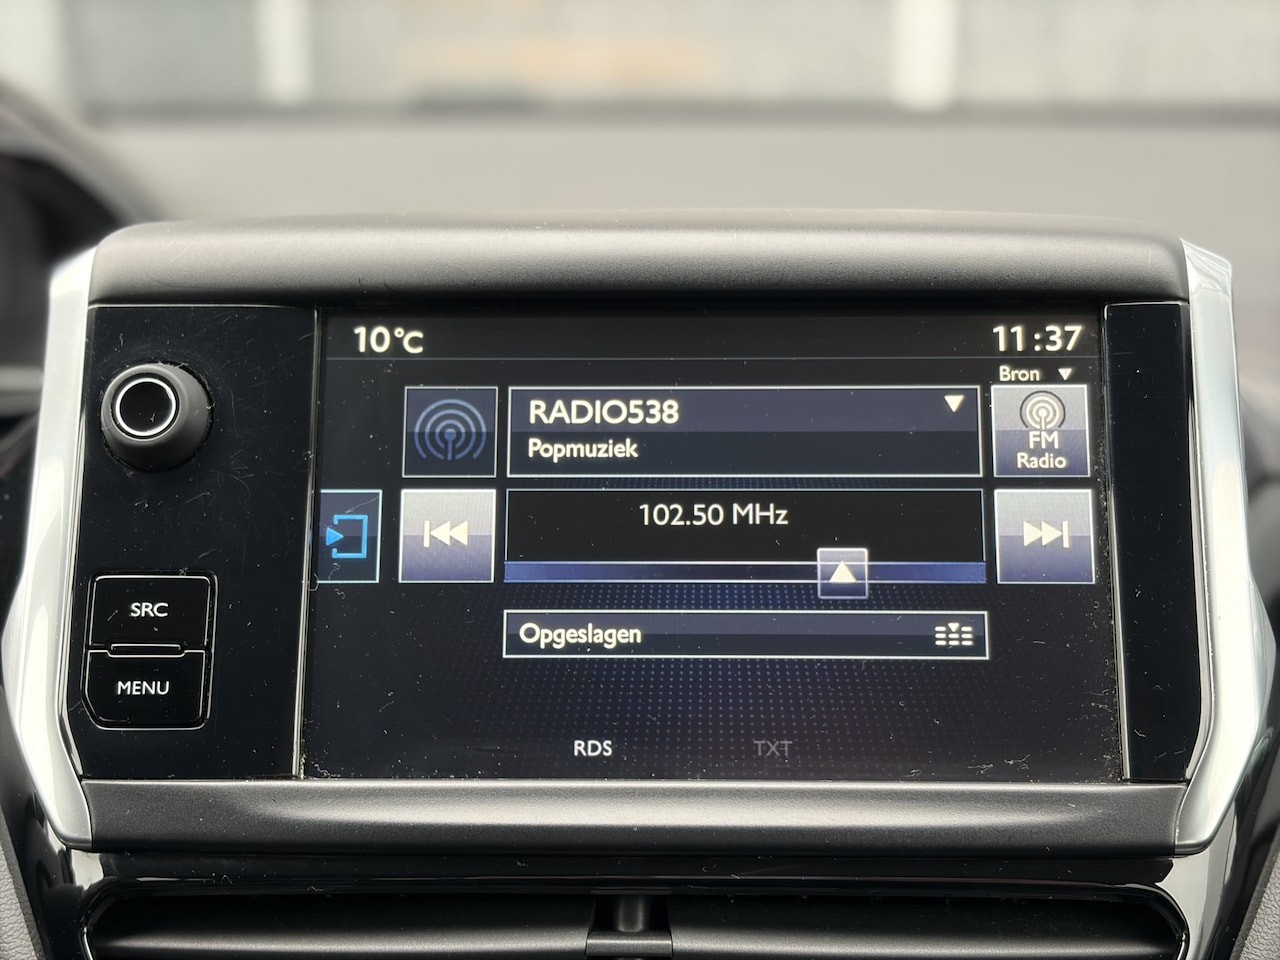 10°C
11:37
Bron
RADIO538
Popmuziek
FM
Radio
102.50 MHz
SRC
Opgeslagen
MENU
RDS
TXT